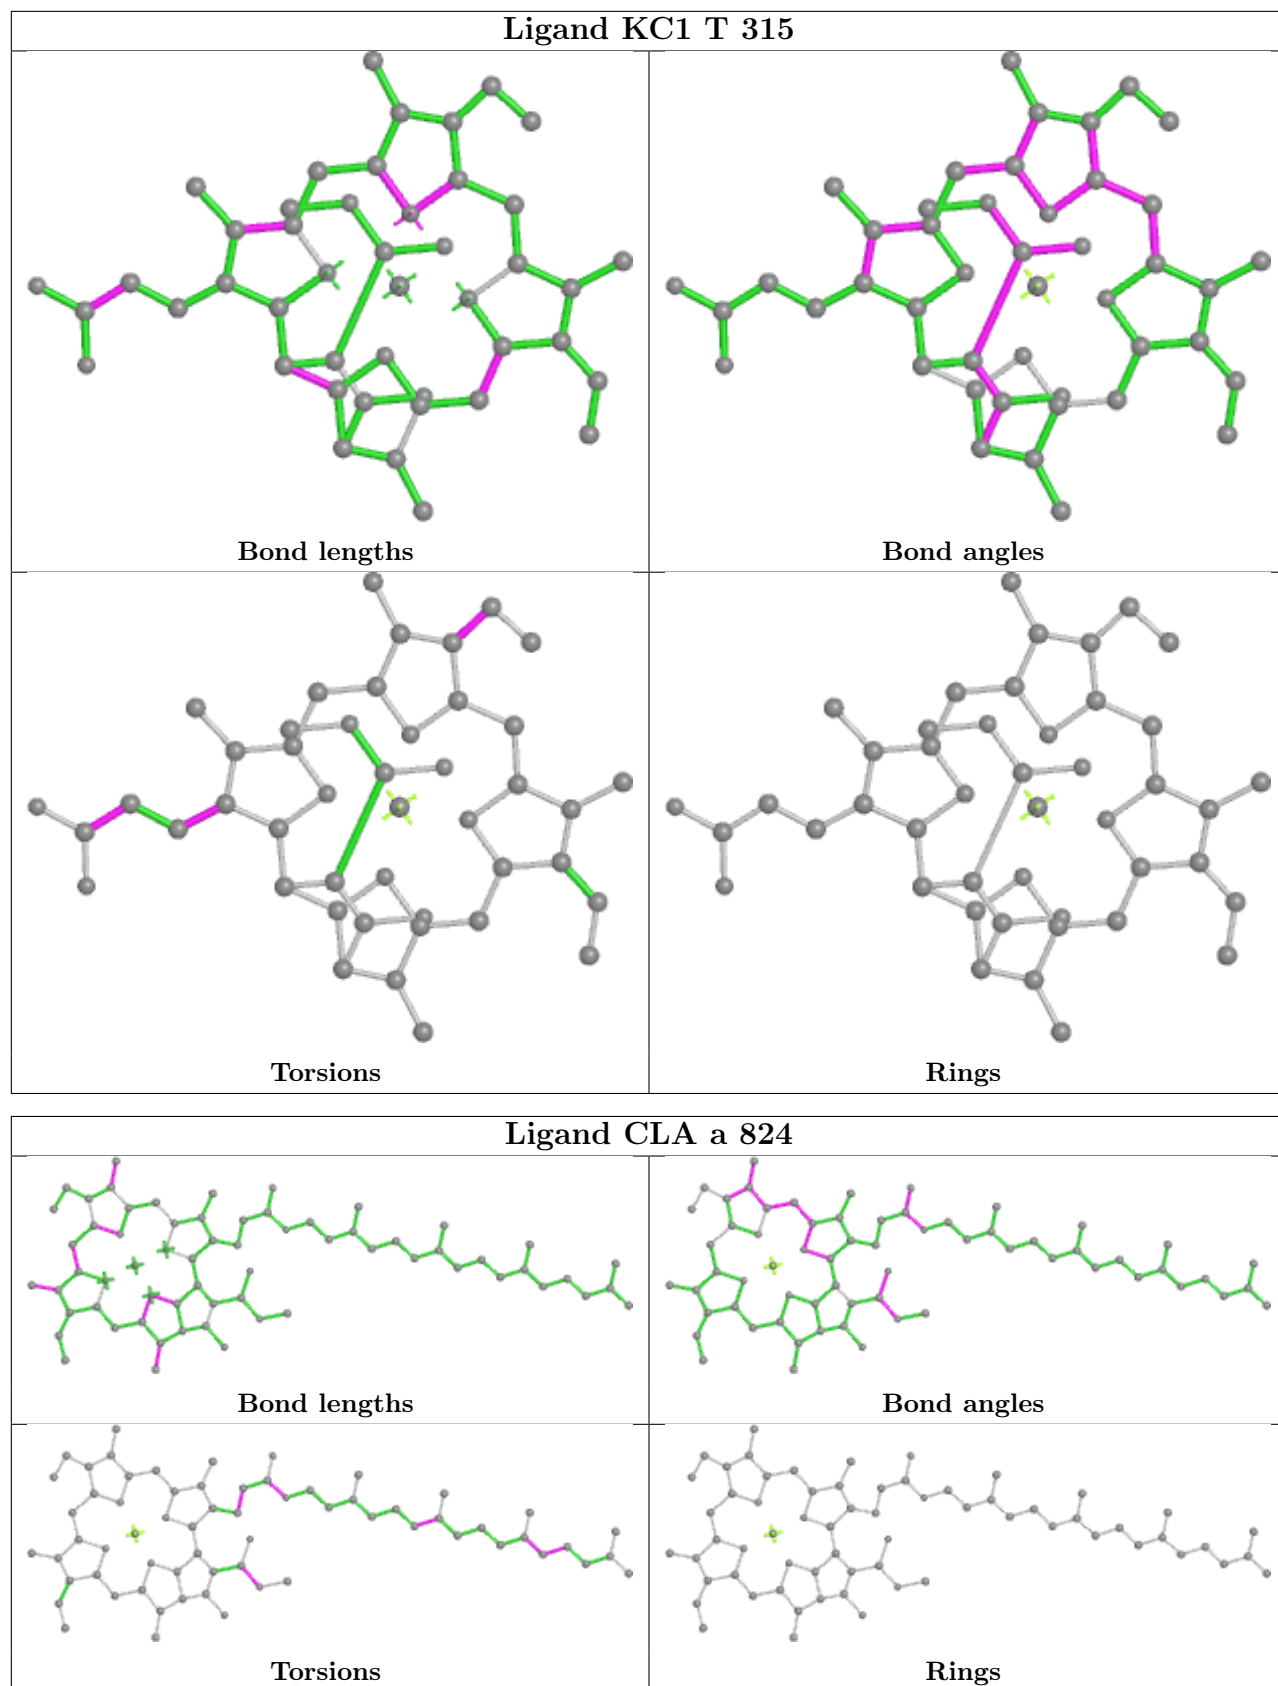 Ligand KC1 T 315
Bond lengths
Bond angles
Torsions
Rings
Ligand CLA a 824
Bond lengths
Bond angles
Torsions
Rings